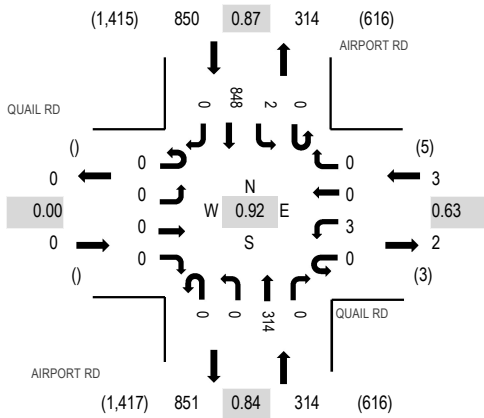 (1,415) 850 0.87 314 (616)
AIRPORT RD
0 848 2 0
QUAIL RD
() 0 0 (5)
0 0 0 3
N
0.00 0 W 0.92 E 3 0.63
S
0 0 0 2
() (3)
0 0 314 0
QUAIL RD
AIRPORT RD
(1,417) 851 0.84 314 (616)